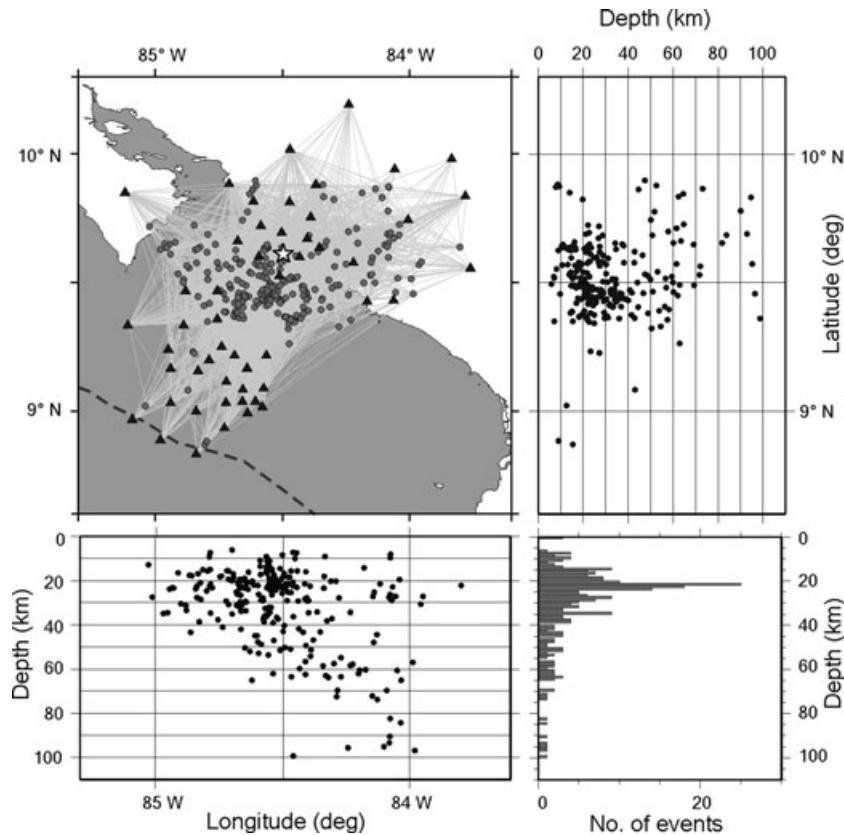 Depth (km)
85° W
84° W
0
20
40
60
80
100
10° N
10° N
Latitude (deg)
9° N
9° N
0
20
40
60
80
100
Depth (km)
0
20
40
60
80
100
Depth (km)
85 W
84 W
0
20
Longitude (deg)
No. of events